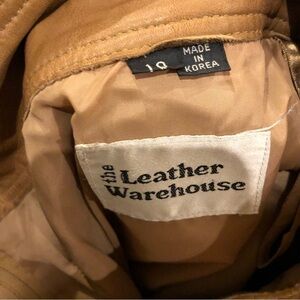 10
MADE
IN
KOREA
the
Leather
Warehouse